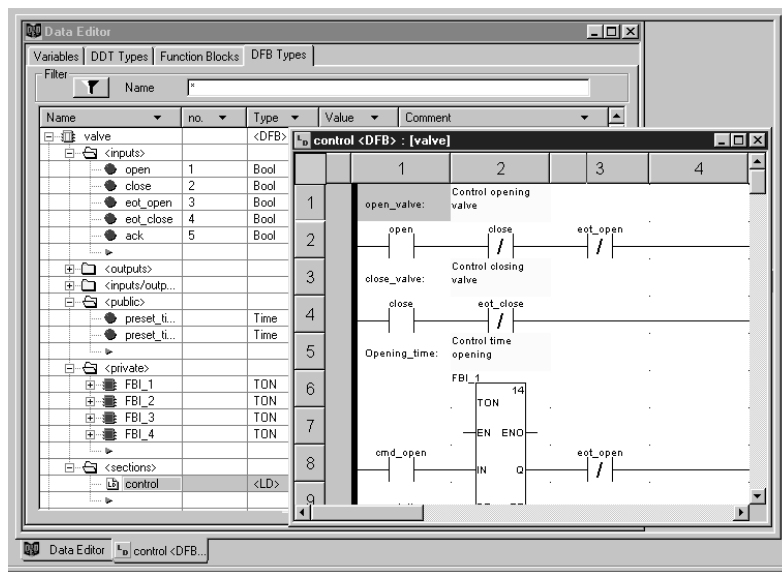 Data Editor
Variables DDT Types Function Blocks DFB Types
Filter
Name *
Name no. Type Value Comment
valve <DFB>
<inputs>
open 1 Bool
close 2 Bool
eot_open 3 Bool
eot_close 4 Bool
ack 5 Bool
<outputs>
<inputs/outp...
<public>
preset_ti... Time
preset_ti... Time
<private>
FBI_1 TON
FBI_2 TON
FBI_3 TON
FBI_4 TON
<sections>
control <LD>
control <DFB> : [valve]
1 2 3 4
1 open_valve: Control opening
valve
open close eot_open
2
Control closing
3 close_valve: valve
close eot_close
4
Control time
5 Opening_time: opening
FBI_1
6 14
TON
7 EN ENO
cmd_open eot_open
8 IN Q
9
Data Editor control <DFB...